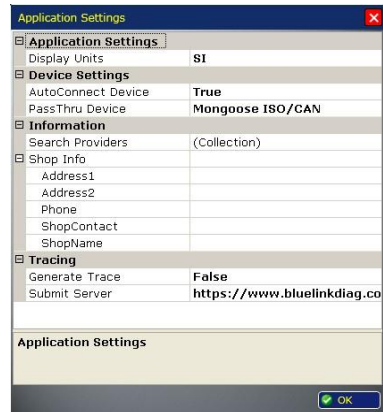 Application Settings
Application Settings
Display Units SI
Device Settings
AutoConnect Device True
PassThru Device Mongoose ISO/CAN
Information
Search Providers (Collection)
Shop Info
Address1
Address2
Phone
ShopContact
ShopName
Tracing
Generate Trace False
Submit Server https://www.bluelinkdiag.co
Application Settings
OK